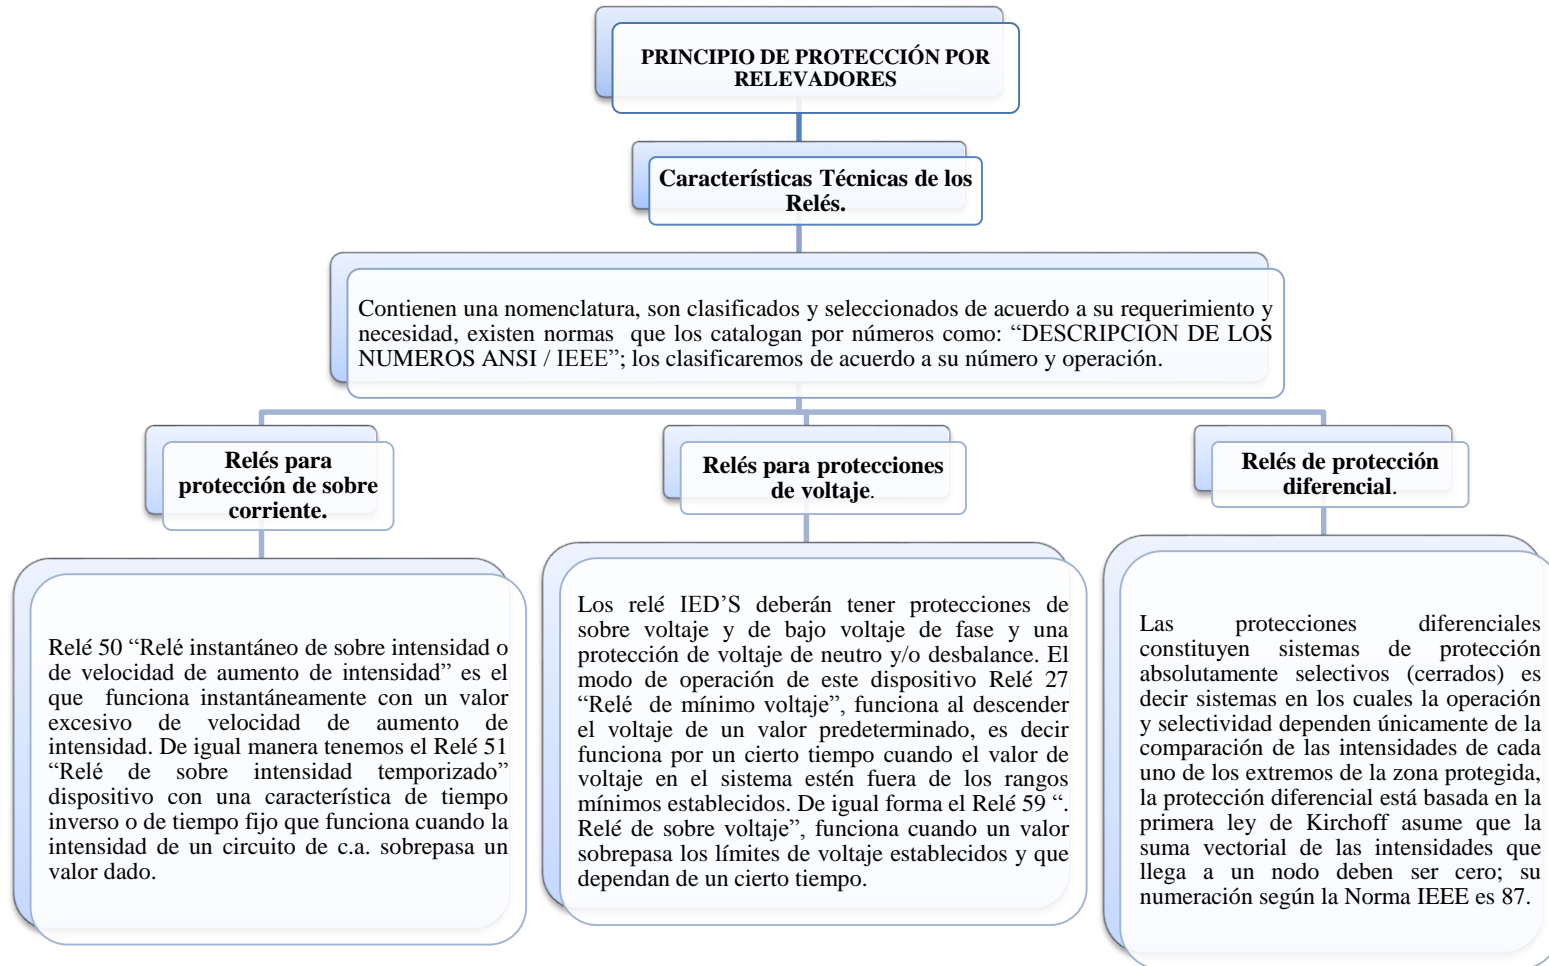 PRINCIPIO DE PROTECCIÓN POR
RELEVADORES
Características Técnicas de los
Relés.
Contienen una nomenclatura, son clasificados y seleccionados de acuerdo a su requerimiento y
necesidad, existen normas que los catalogan por números como: “DESCRIPCION DE LOS
NUMEROS ANSI / IEEE”; los clasificaremos de acuerdo a su número y operación.
Relés para
protección de sobre
corriente.
Relés para protecciones
de voltaje.
Relés de protección
diferencial.
Relé 50 “Relé instantáneo de sobre intensidad o
de velocidad de aumento de intensidad” es el
que funciona instantáneamente con un valor
excesivo de velocidad de aumento de
intensidad. De igual manera tenemos el Relé 51
“Relé de sobre intensidad temporizado”
dispositivo con una característica de tiempo
inverso o de tiempo fijo que funciona cuando la
intensidad de un circuito de c.a. sobrepasa un
valor dado.
Los relé IED’S deberán tener protecciones de
sobre voltaje y de bajo voltaje de fase y una
protección de voltaje de neutro y/o desbalance. El
modo de operación de este dispositivo Relé 27
“Relé de mínimo voltaje”, funciona al descender
el voltaje de un valor predeterminado, es decir
funciona por un cierto tiempo cuando el valor de
voltaje en el sistema estén fuera de los rangos
mínimos establecidos. De igual forma el Relé 59 “.
Relé de sobre voltaje”, funciona cuando un valor
sobrepasa los límites de voltaje establecidos y que
dependan de un cierto tiempo.
Las protecciones diferenciales
constituyen sistemas de protección
absolutamente selectivos (cerrados) es
decir sistemas en los cuales la operación
y selectividad dependen únicamente de la
comparación de las intensidades de cada
uno de los extremos de la zona protegida,
la protección diferencial está basada en la
primera ley de Kirchoff asume que la
suma vectorial de las intensidades que
llega a un nodo deben ser cero; su
numeración según la Norma IEEE es 87.